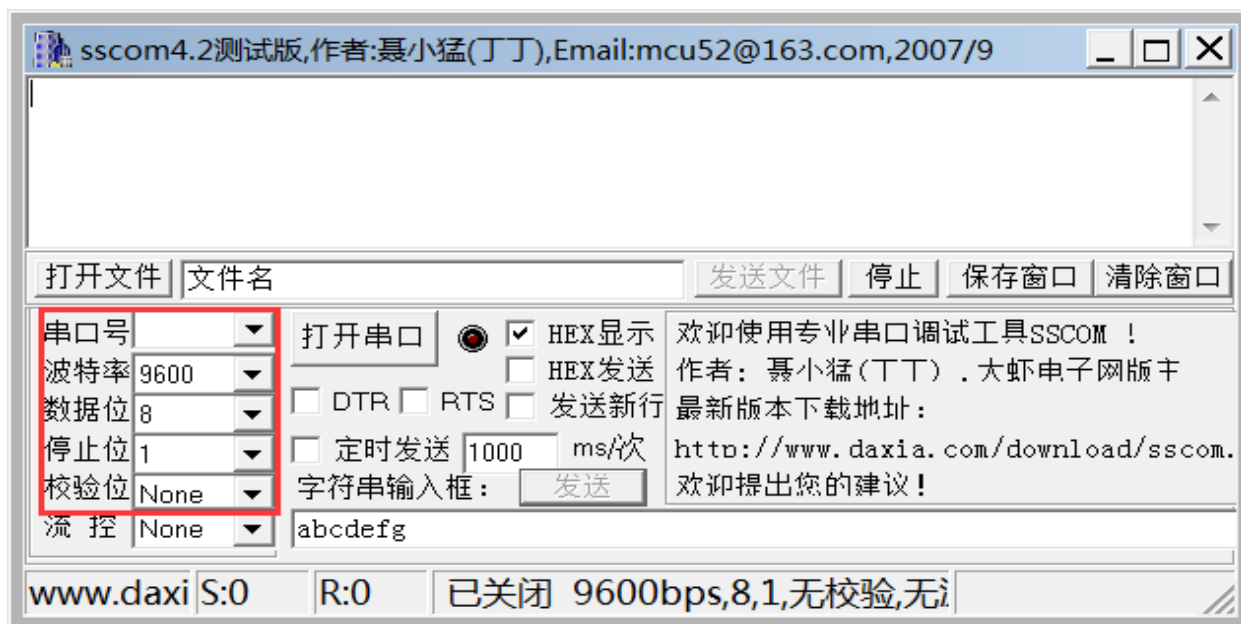 sscom4.2测试版,作者:聂小猛(丁丁),Email:mcu52@163.com,2007/9
打开文件 文件名 发送文件 停止 保存窗口 清除窗口
串口号 打开串口 HEX显示
波特率 9600 HEX发送
数据位 8 DTR RTS 发送新行
停止位 1 定时发送 1000 ms/次
校验位 None 字符串输入框： 发送
流 控 None abcdefg
欢迎使用专业串口调试工具SSCOM ！
作者：聂小猛(丁丁) .大虾电子网版主
最新版本下载地址：
http://www.daxia.com/download/sscom.
欢迎提出您的建议！
www.daxi S:0 R:0 已关闭 9600bps,8,1,无校验,无